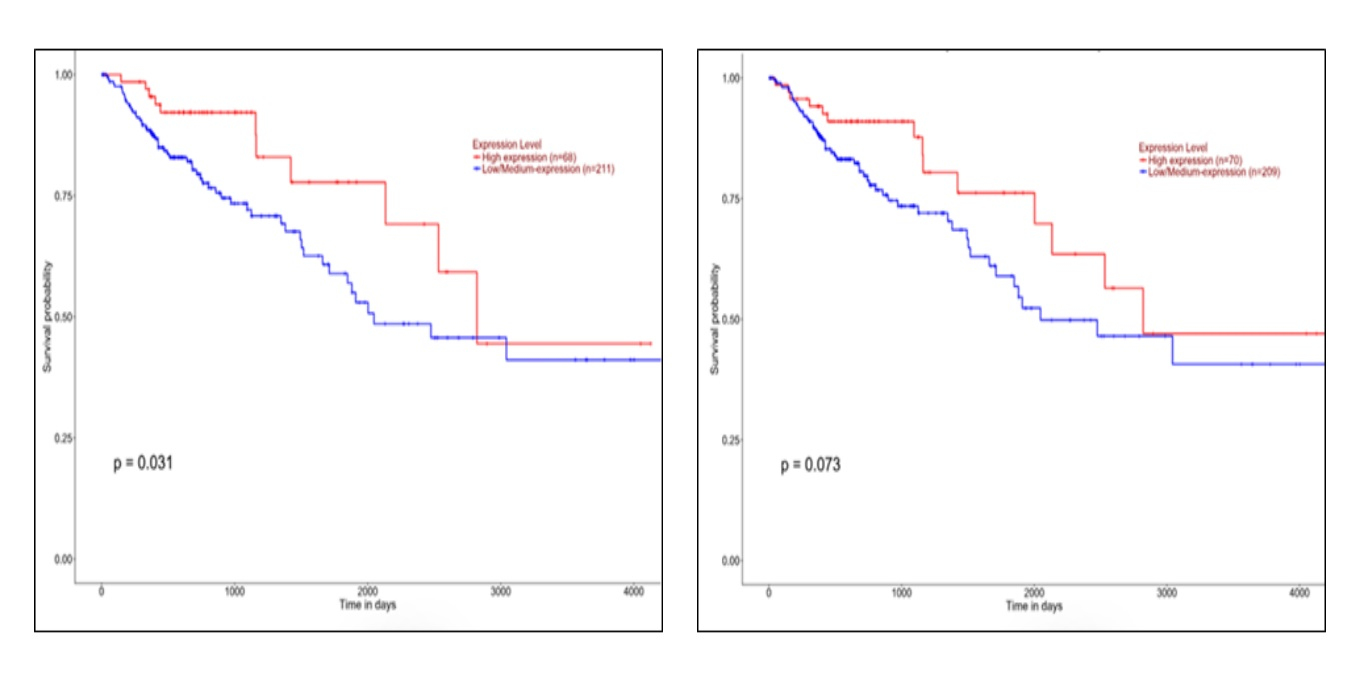 1.00
0.75
0.50
0.25
0.00
Survival probability
Expression Level
High expression (n=68)
Low/Medium-expression (n=211)
p = 0.031
0 1000 2000 3000 4000
Time in days
1.00
0.75
0.50
0.25
0.00
Survival probability
Expression Level
High expression (n=70)
Low/Medium-expression (n=209)
p = 0.073
0 1000 2000 3000 4000
Time in days